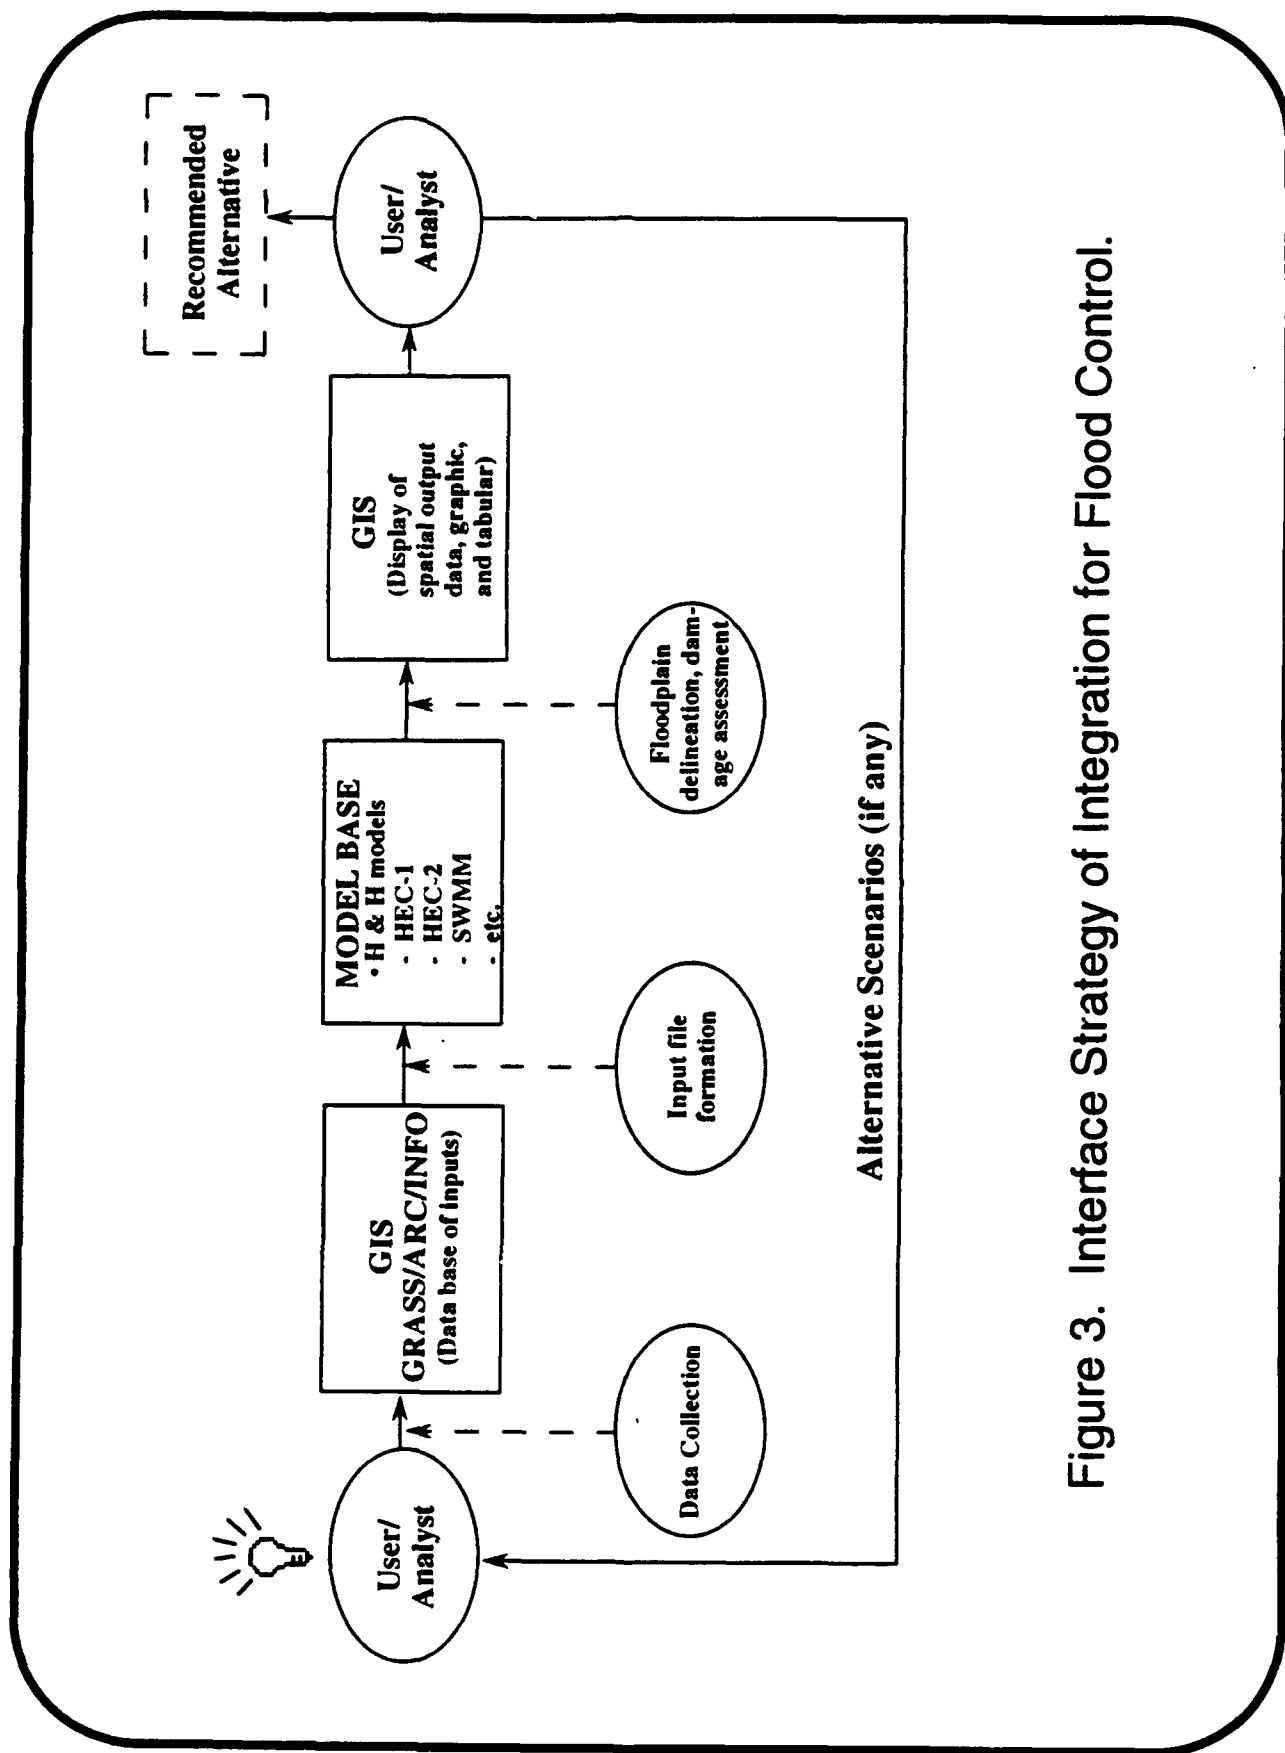 Recommended
Alternative
User/
Analyst
GIS
GRASS/ARC/INFO
(Data base of inputs)
MODEL BASE
• H & H models
- HEC-1
- HEC-2
- SWMM
- etc.
GIS
(Display of
spatial output
data, graphic,
and tabular)
User/
Analyst
Data Collection
Input file
formation
Floodplain
delineation, dam-
age assessment
Alternative Scenarios (if any)
Figure 3. Interface Strategy of Integration for Flood Control.